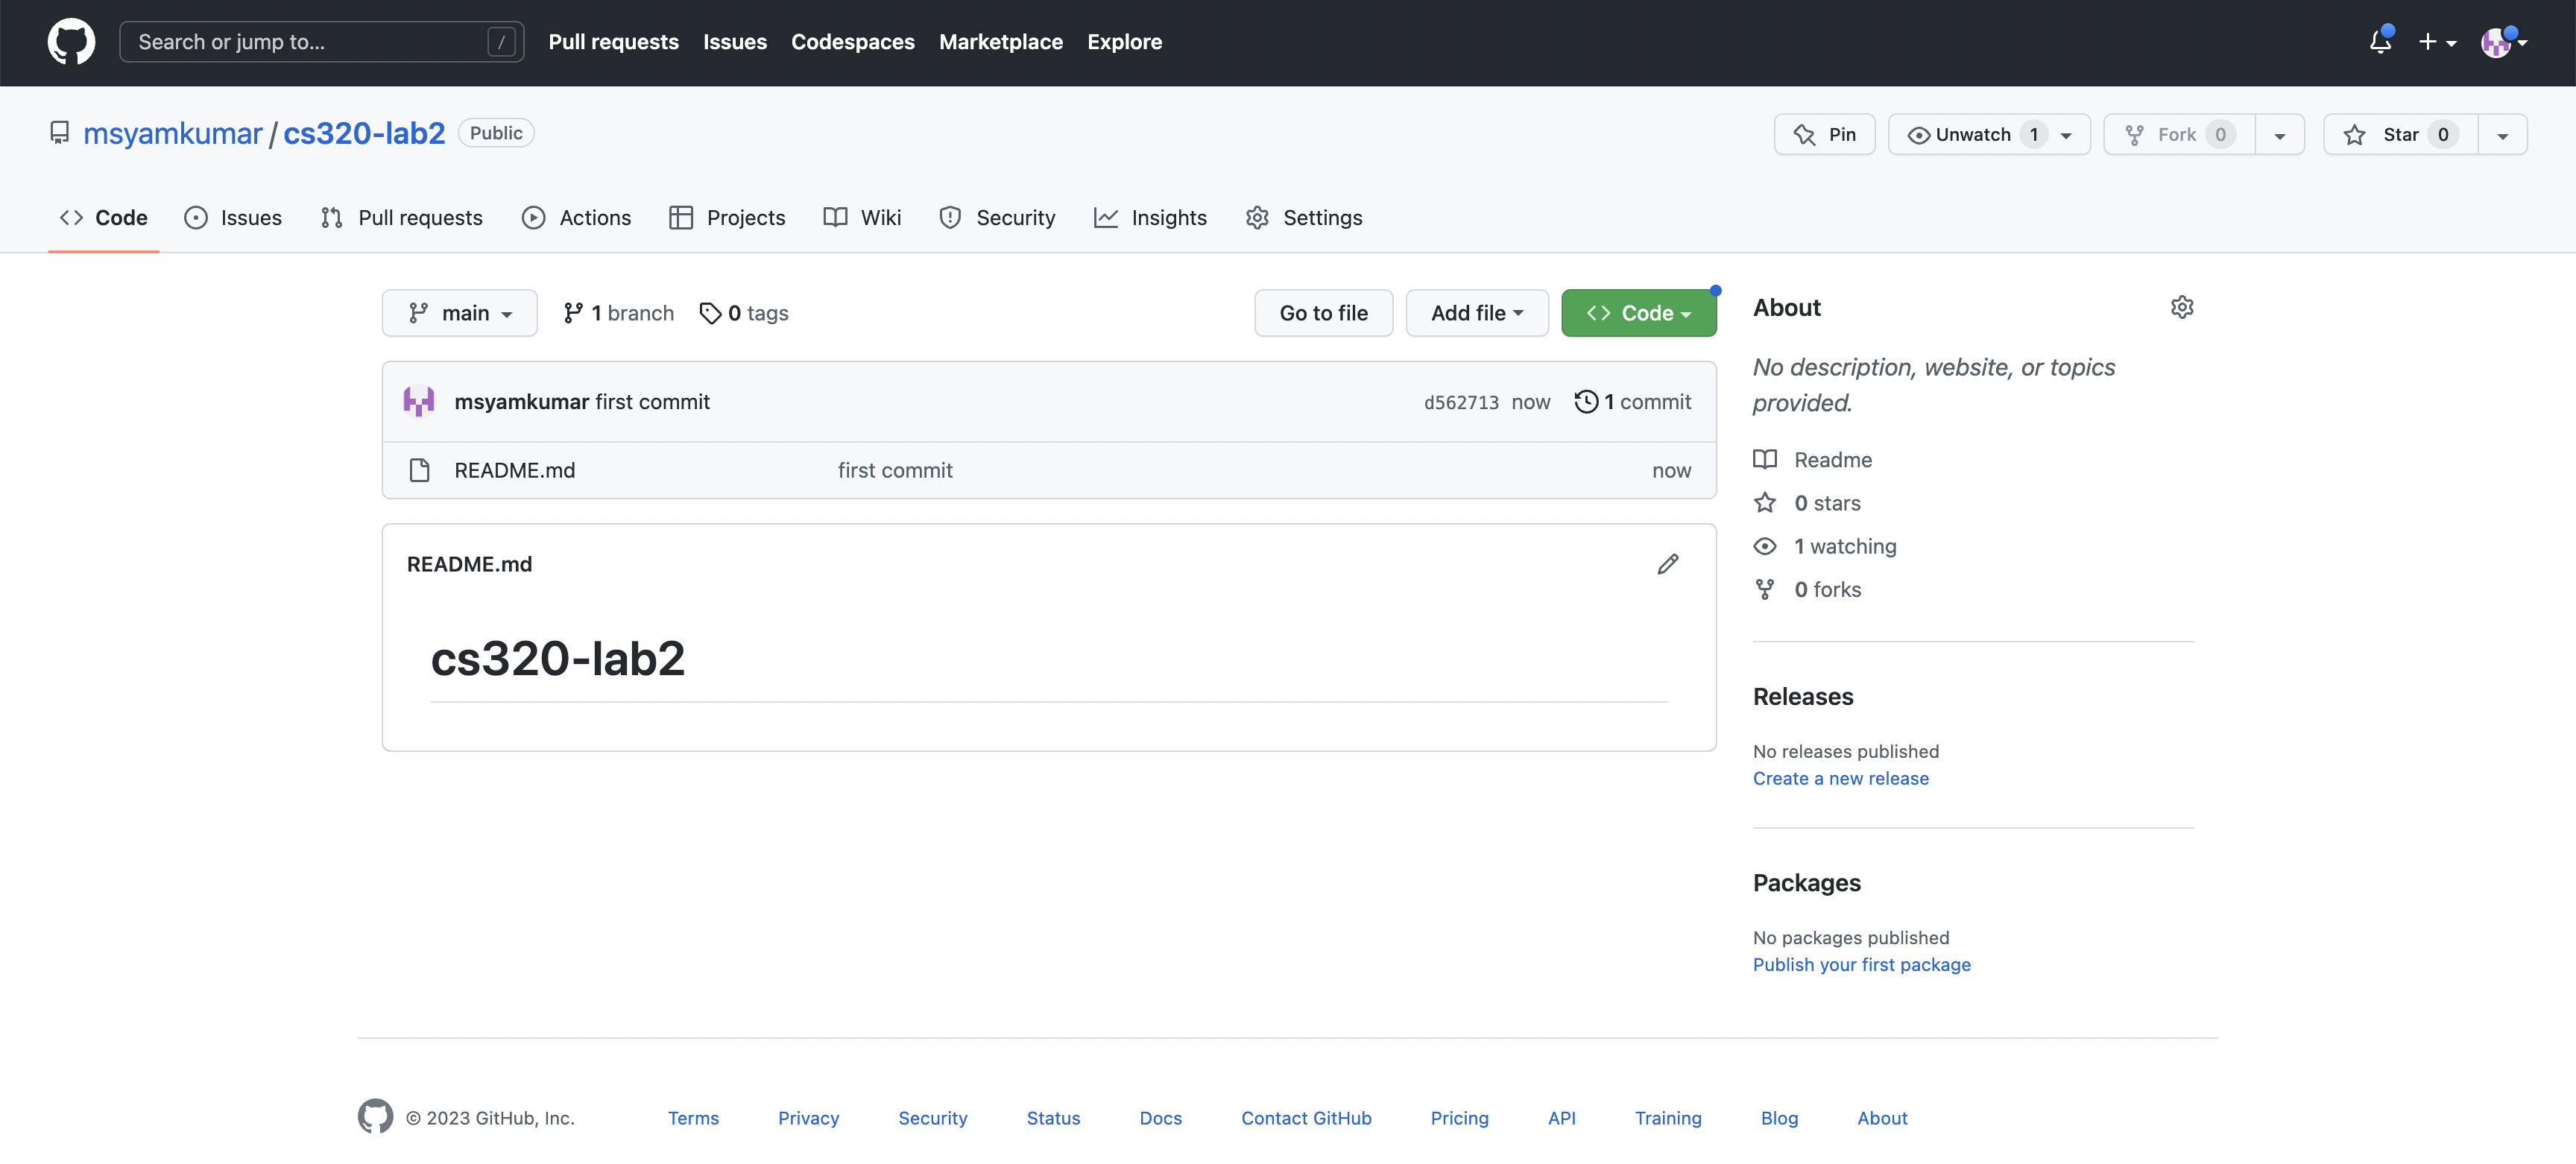 Search or jump to... /
Pull requests Issues Codespaces Marketplace Explore
msyamkumar / cs320-lab2 Public
Pin Unwatch 1 Fork 0 Star 0
Code Issues Pull requests Actions Projects Wiki Security Insights Settings
main 1 branch 0 tags Go to file Add file Code
msyamkumar first commit d562713 now 1 commit
README.md first commit now
README.md
cs320-lab2
About
No description, website, or topics
provided.
Readme
0 stars
1 watching
0 forks
Releases
No releases published
Create a new release
Packages
No packages published
Publish your first package
© 2023 GitHub, Inc. Terms Privacy Security Status Docs Contact GitHub Pricing API Training Blog About